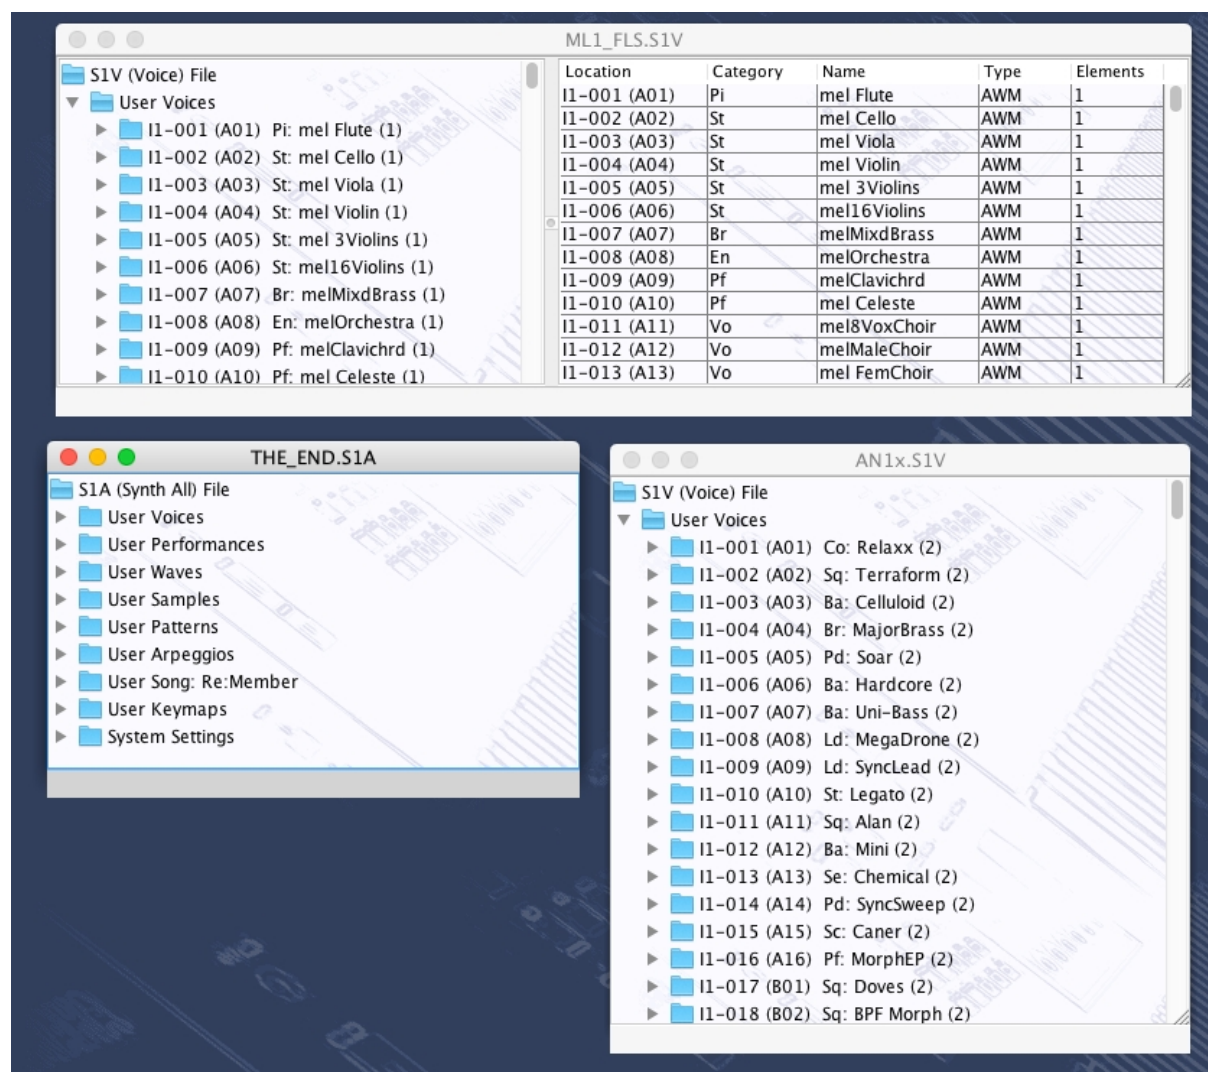 ML1_FLS.S1V
S1V (Voice) File
User Voices
I1-001 (A01) Pi: mel Flute (1)
I1-002 (A02) St: mel Cello (1)
I1-003 (A03) St: mel Viola (1)
I1-004 (A04) St: mel Violin (1)
I1-005 (A05) St: mel 3Violins (1)
I1-006 (A06) St: mel16Violins (1)
I1-007 (A07) Br: melMixdBrass (1)
I1-008 (A08) En: melOrchestra (1)
I1-009 (A09) Pf: melClavichrd (1)
I1-010 (A10) Pf: mel Celeste (1)
Location Category Name Type Elements
I1-001 (A01) Pi mel Flute AWM 1
I1-002 (A02) St mel Cello AWM 1
I1-003 (A03) St mel Viola AWM 1
I1-004 (A04) St mel Violin AWM 1
I1-005 (A05) St mel 3Violins AWM 1
I1-006 (A06) St mel16Violins AWM 1
I1-007 (A07) Br melMixdBrass AWM 1
I1-008 (A08) En melOrchestra AWM 1
I1-009 (A09) Pf melClavichrd AWM 1
I1-010 (A10) Pf mel Celeste AWM 1
I1-011 (A11) Vo mel8VoxChoir AWM 1
I1-012 (A12) Vo melMaleChoir AWM 1
I1-013 (A13) Vo mel FemChoir AWM 1
THE_END.S1A
S1A (Synth All) File
User Voices
User Performances
User Waves
User Samples
User Patterns
User Arpeggios
User Song: Re:Member
User Keymaps
System Settings
AN1x.S1V
S1V (Voice) File
User Voices
I1-001 (A01) Co: Relaxx (2)
I1-002 (A02) Sq: Terraform (2)
I1-003 (A03) Ba: Celluloid (2)
I1-004 (A04) Br: MajorBrass (2)
I1-005 (A05) Pd: Soar (2)
I1-006 (A06) Ba: Hardcore (2)
I1-007 (A07) Ba: Uni-Bass (2)
I1-008 (A08) Ld: MegaDrone (2)
I1-009 (A09) Ld: SyncLead (2)
I1-010 (A10) St: Legato (2)
I1-011 (A11) Sq: Alan (2)
I1-012 (A12) Ba: Mini (2)
I1-013 (A13) Se: Chemical (2)
I1-014 (A14) Pd: SyncSweep (2)
I1-015 (A15) Sc: Caner (2)
I1-016 (A16) Pf: MorphEP (2)
I1-017 (B01) Sq: Doves (2)
I1-018 (B02) Sq: BPF Morph (2)